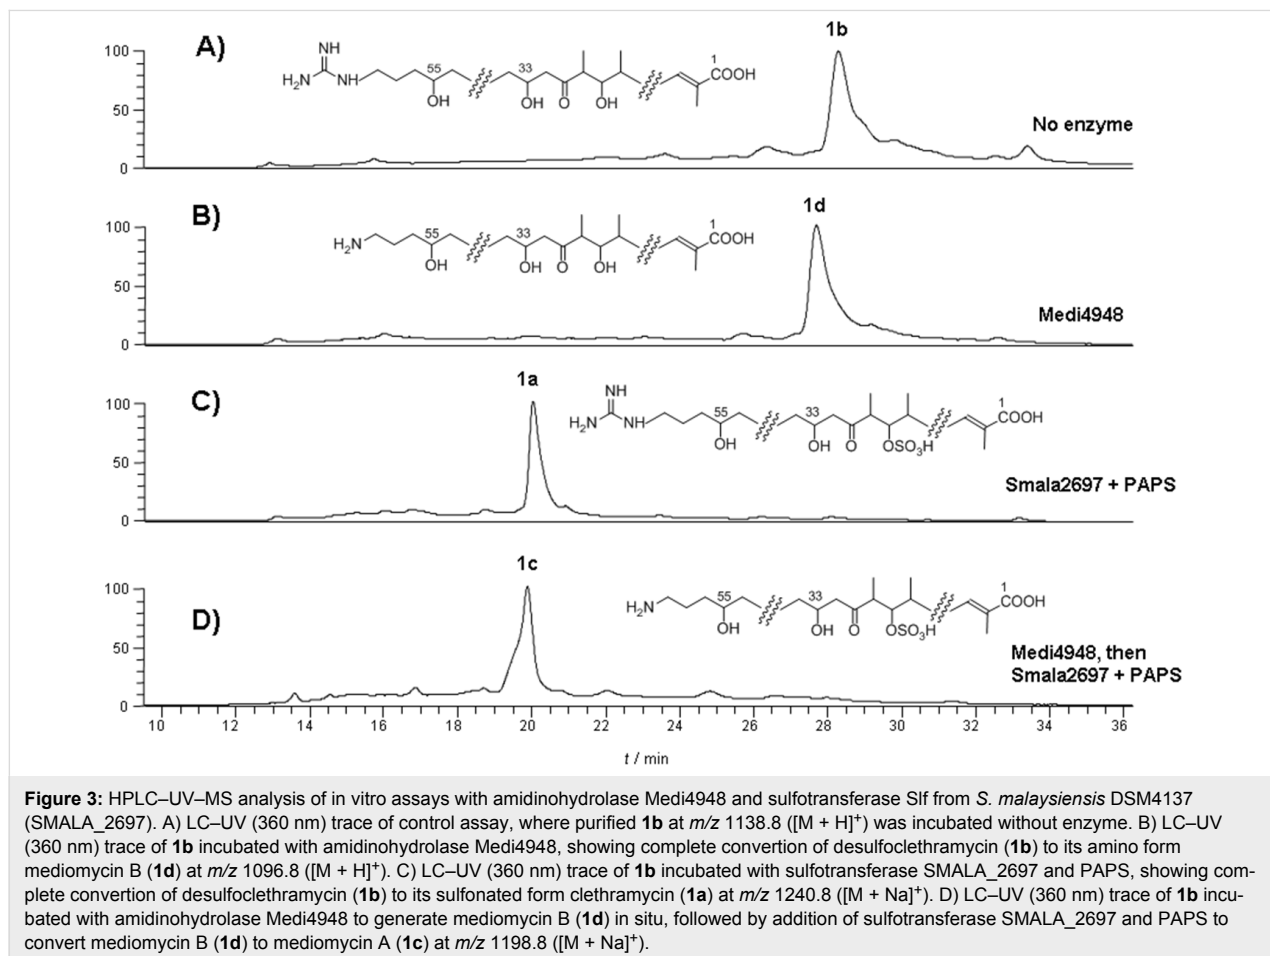 A)
1b
100
50
0
NH
H2N
NH
55
OH
33
OH
O
OH
1
COOH
No enzyme
B)
1d
100
50
0
H2N
55
OH
33
OH
O
OH
1
COOH
Medi4948
C)
1a
100
50
0
NH
H2N
NH
55
OH
33
OH
O
OSO3H
1
COOH
Smala2697 + PAPS
D)
1c
100
50
0
H2N
55
OH
33
OH
O
OSO3H
1
COOH
Medi4948, then
Smala2697 + PAPS
10 12 14 16 18 20 22 24 26 28 30 32 34 36
t / min
Figure 3: HPLC–UV–MS analysis of in vitro assays with amidinohydrolase Medi4948 and sulfotransferase Slf from S. malaysiensis DSM4137
(SMALA_2697). A) LC–UV (360 nm) trace of control assay, where purified 1b at m/z 1138.8 ([M + H]+) was incubated without enzyme. B) LC–UV
(360 nm) trace of 1b incubated with amidinohydrolase Medi4948, showing complete convertion of desulfoclethramycin (1b) to its amino form
mediomycin B (1d) at m/z 1096.8 ([M + H]+). C) LC–UV (360 nm) trace of 1b incubated with sulfotransferase SMALA_2697 and PAPS, showing com-
plete convertion of desulfoclethramycin (1b) to its sulfonated form clethramycin (1a) at m/z 1240.8 ([M + Na]+). D) LC–UV (360 nm) trace of 1b incu-
bated with amidinohydrolase Medi4948 to generate mediomycin B (1d) in situ, followed by addition of sulfotransferase SMALA_2697 and PAPS to
convert mediomycin B (1d) to mediomycin A (1c) at m/z 1198.8 ([M + Na]+).